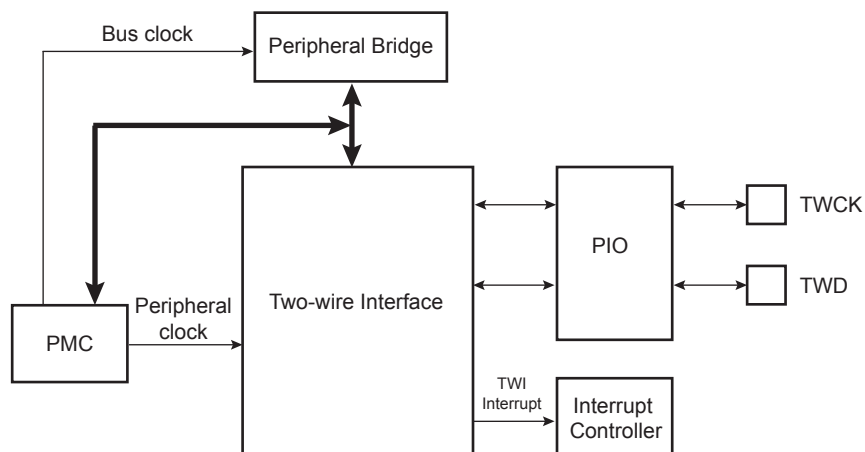 Bus clock
Peripheral Bridge
TWCK
PIO
TWD
Two-wire Interface
Peripheral
clock
PMC
TWI
Interrupt
Interrupt
Controller